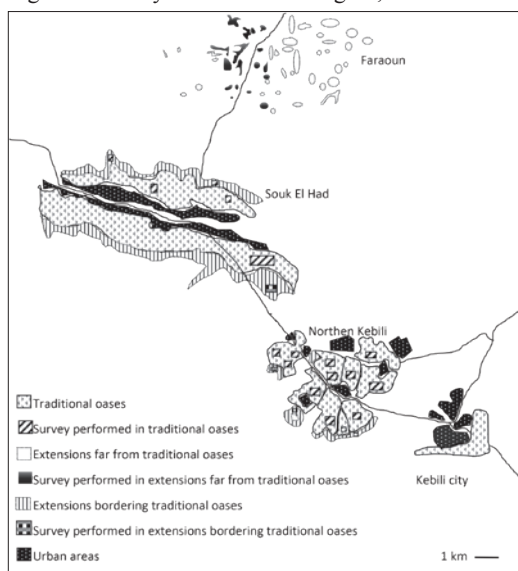 Faraoun
Souk El Had
Northen Kebili
Traditional oases
Survey performed in traditional oases
Extensions far from traditional oases
Survey performed in extensions far from traditional oases
Extensions bordering traditional oases
Survey performed in extensions bordering traditional oases
Urban areas
Kebili city
1 km